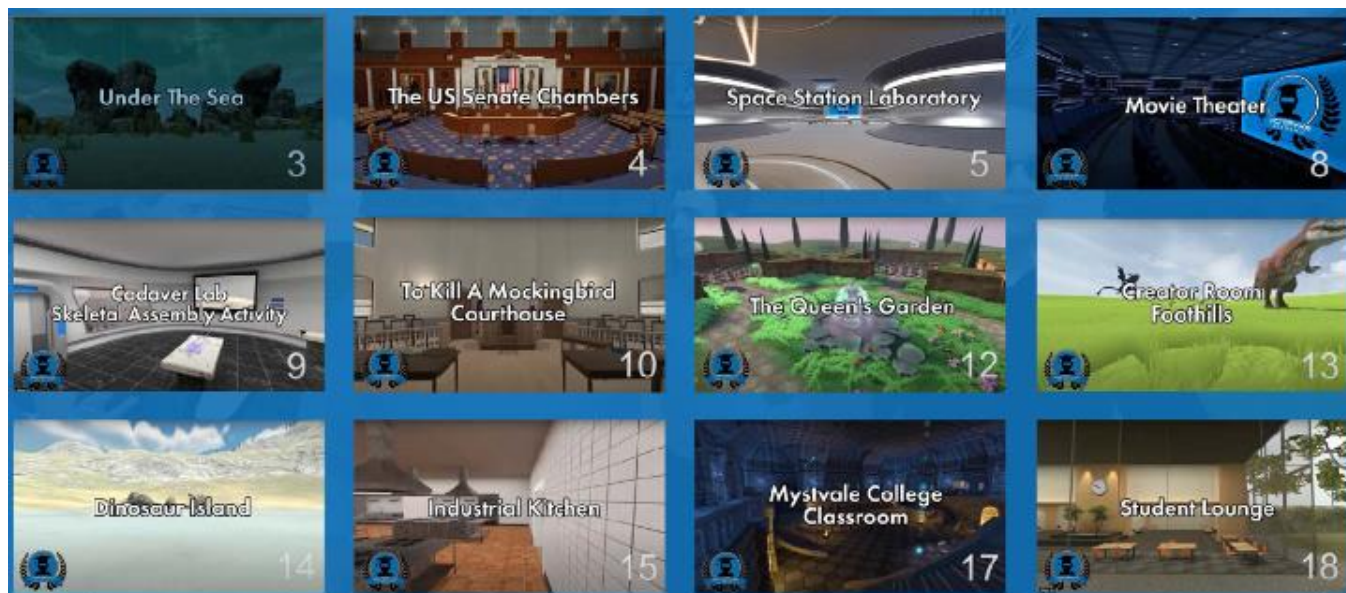 Under The Sea
3
The US Senate Chambers
4
Space Station Laboratory
5
Movie Theater
8
Cadaver Lab
Skeletal Assembly Activity
9
To Kill A Mockingbird
Courthouse
10
The Queen's Garden
12
Creator Room
Foothills
13
Dinosaur Island
14
Industrial Kitchen
15
Mystvale College
Classroom
17
Student Lounge
18